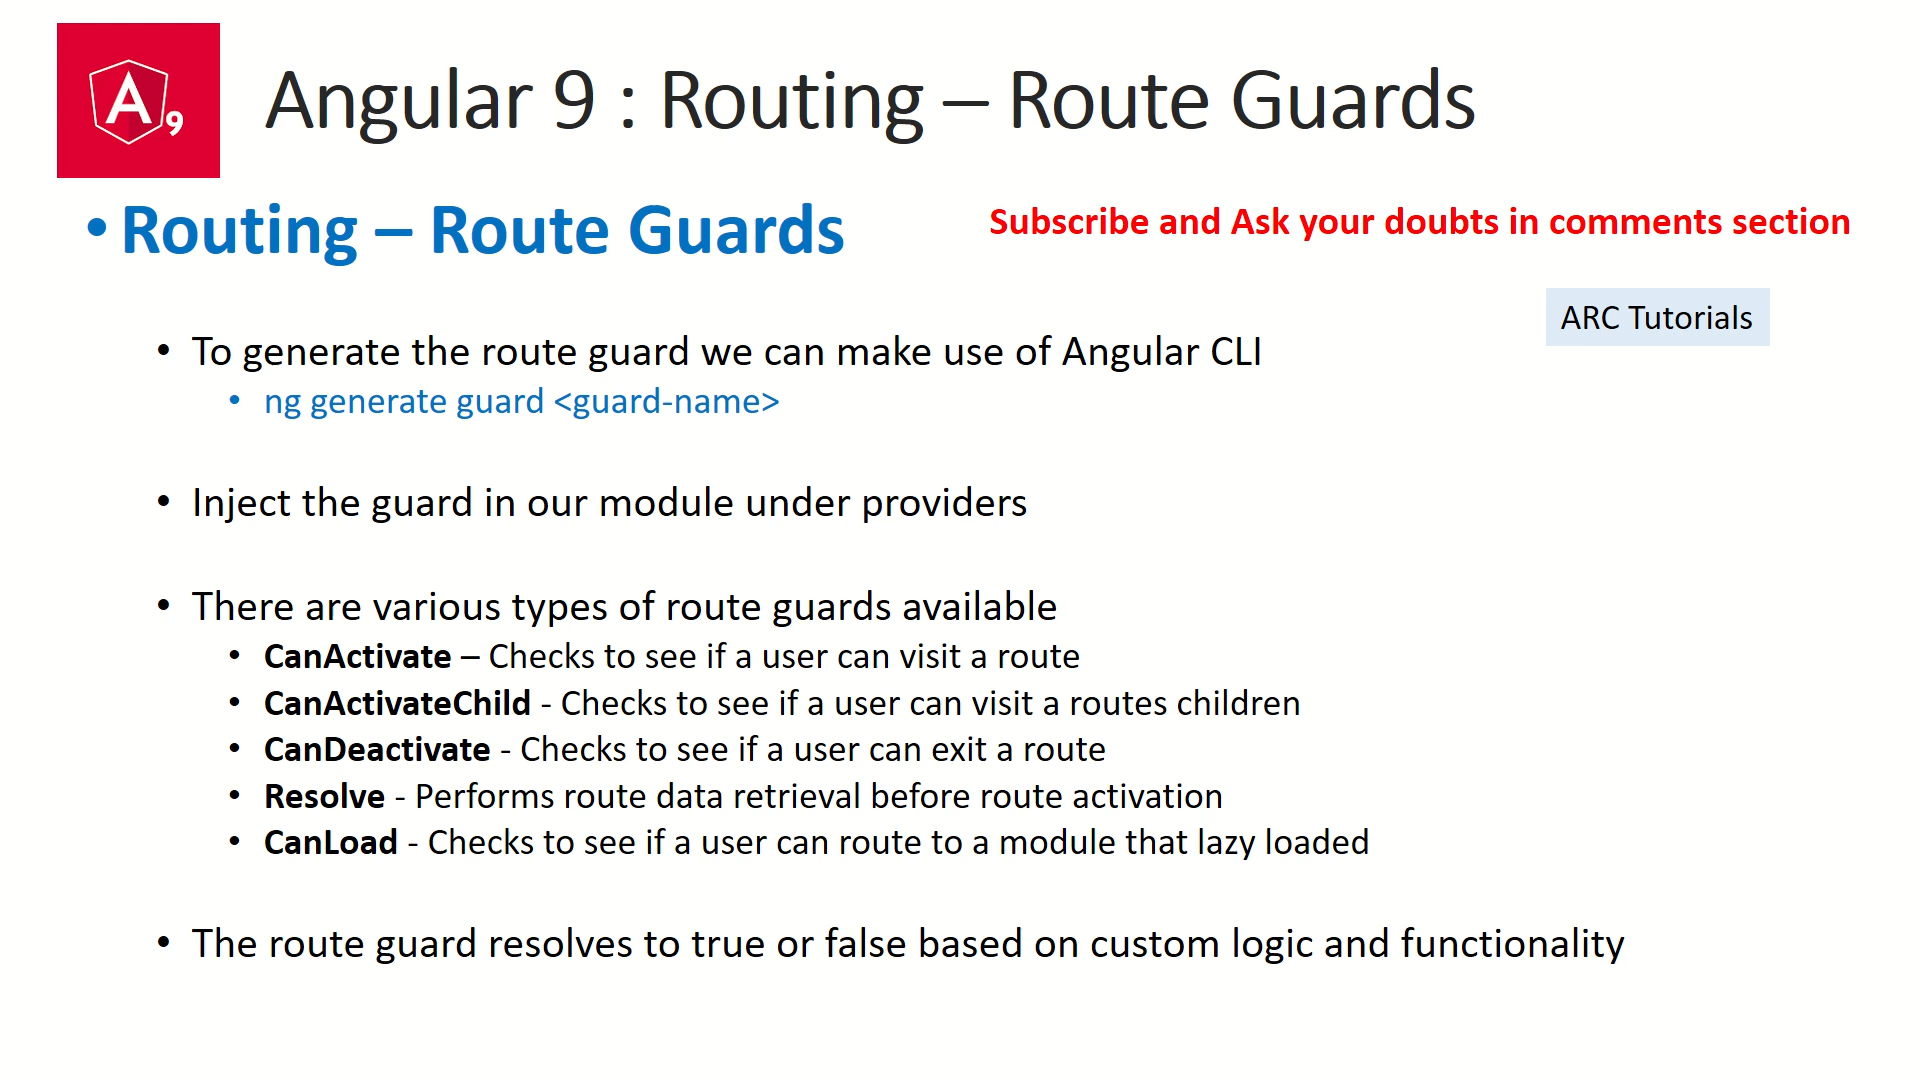 A9
Angular 9 : Routing – Route Guards
• Routing – Route Guards
Subscribe and Ask your doubts in comments section
ARC Tutorials
• To generate the route guard we can make use of Angular CLI
• ng generate guard <guard-name>
• Inject the guard in our module under providers
• There are various types of route guards available
• CanActivate – Checks to see if a user can visit a route
• CanActivateChild - Checks to see if a user can visit a routes children
• CanDeactivate - Checks to see if a user can exit a route
• Resolve - Performs route data retrieval before route activation
• CanLoad - Checks to see if a user can route to a module that lazy loaded
• The route guard resolves to true or false based on custom logic and functionality